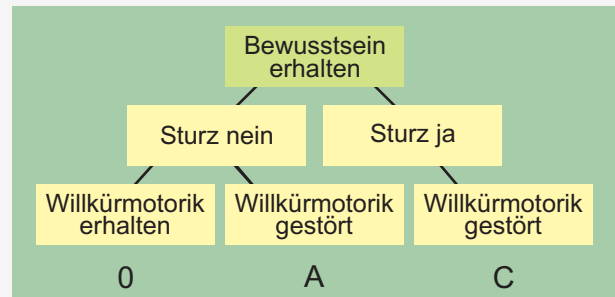 Bewusstsein
erhalten
Sturz nein
Sturz ja
Willkürmotorik
erhalten
Willkürmotorik
gestört
Willkürmotorik
gestört
0
A
C